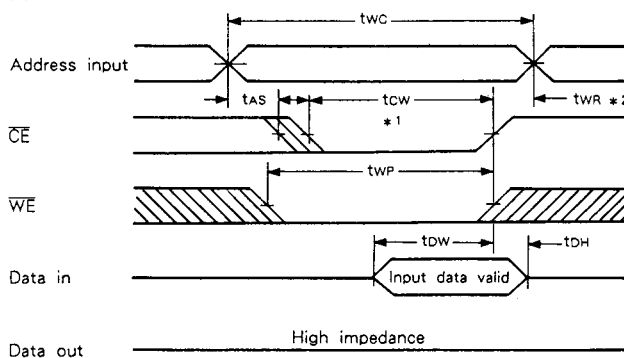 tWC
Address input
tAS
tCW
tWR *2
*1
CE
tWP
WE
tDW
tDH
Data in
Input data valid
High impedance
Data out